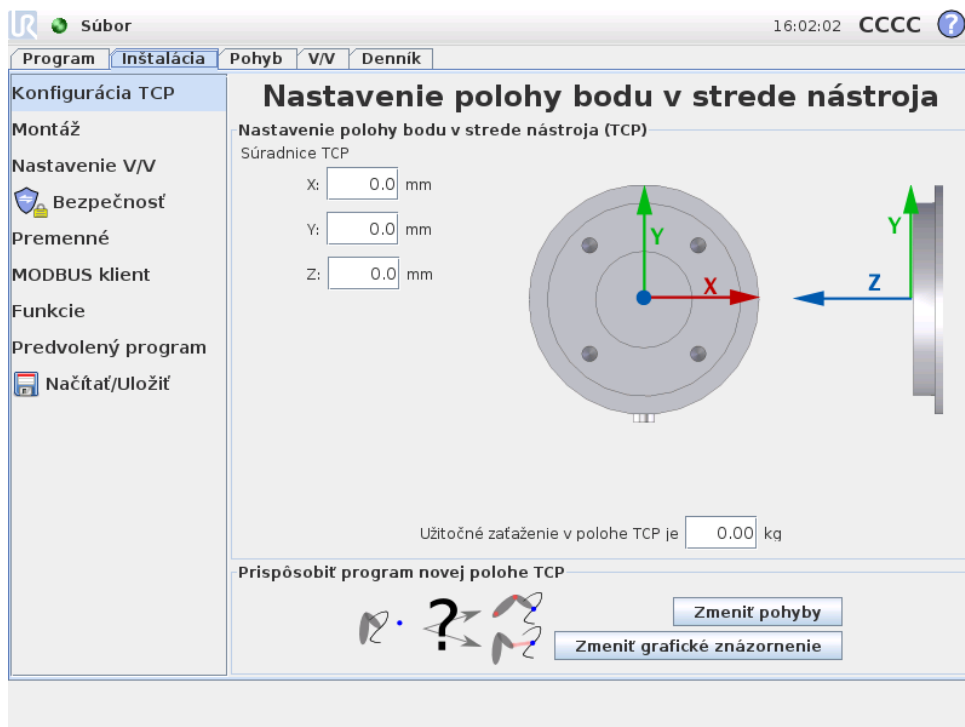 UR Súbor 16:02:02 CCCC ?
Program Inštalácia Pohyb V/V Denník
Konfigurácia TCP
Montáž
Nastavenie V/V
Bezpečnosť
Premenné
MODBUS klient
Funkcie
Predvolený program
Načítať/Uložiť
Nastavenie polohy bodu v strede nástroja
Nastavenie polohy bodu v strede nástroja (TCP)
Súradnice TCP
X: 0.0 mm
Y: 0.0 mm
Z: 0.0 mm
Y
X
Y
Z
Užitočné zaťaženie v polohe TCP je 0.00 kg
Prispôsobiť program novej polohe TCP
?
Zmeniť pohyby
Zmeniť grafické znázornenie